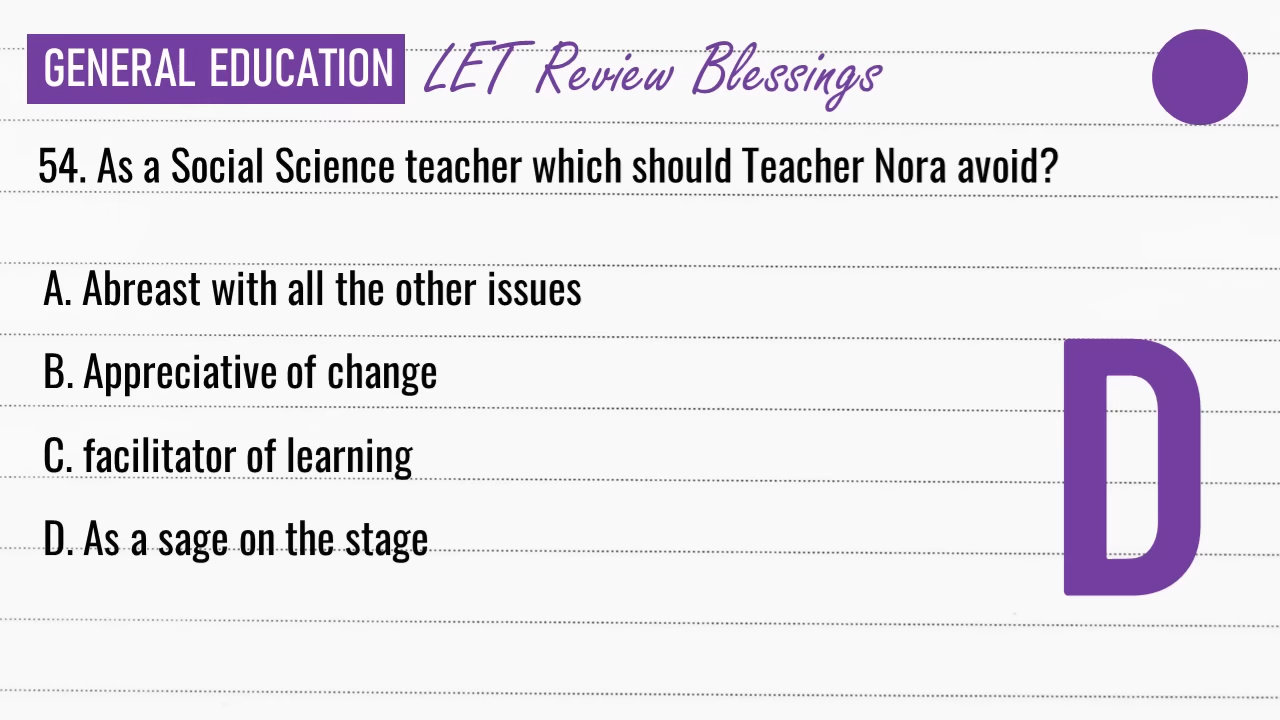 GENERAL EDUCATION LET Review Blessings
54. As a Social Science teacher which should Teacher Nora avoid?
A. Abreast with all the other issues
B. Appreciative of change
C. facilitator of learning
D. As a sage on the stage
D